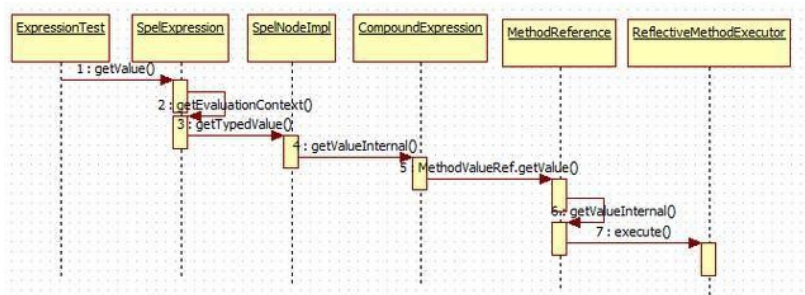 ExpressionTest
SpelExpression
SpelNodeImpl
CompoundExpression
MethodReference
ReflectiveMethodExecutor
1 : getValue()
2 : getEvaluationContext()
3 : getTypedValue()
4 : getValueInternal()
5 : MethodValueRef.getValue()
6 : getValueInternal()
7 : execute()